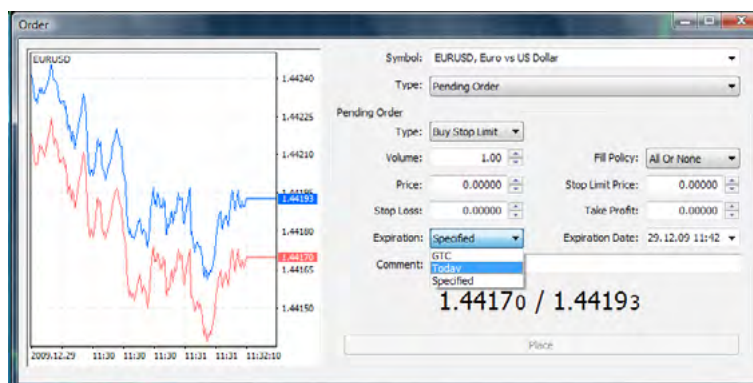 Order
EURUSD
1.44240
1.44225
1.44210
1.44195
1.44193
1.44180
1.44170
1.44165
1.44150
2009.12.29 11:30 11:30 11:30 11:31 11:31 11:32:10
Symbol: EURUSD, Euro vs US Dollar
Type: Pending Order
Pending Order
Type: Buy Stop Limit
Volume: 1.00 Fill Policy: All Or None
Price: 0.00000 Stop Limit Price: 0.00000
Stop Loss: 0.00000 Take Profit: 0.00000
Expiration: Specified Expiration Date: 29.12.09 11:42
GTC
Comment: Today
Specified
1.44170 / 1.44193
Place